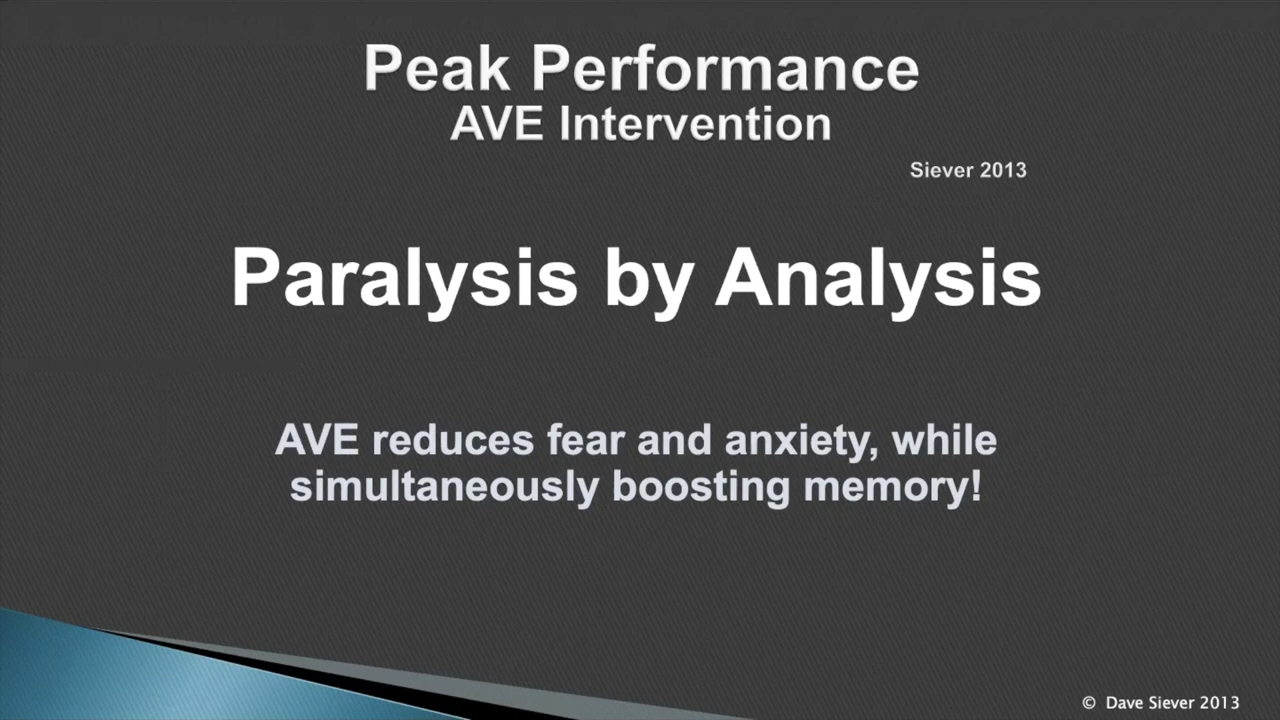 Peak Performance
AVE Intervention
Siever 2013
Paralysis by Analysis
AVE reduces fear and anxiety, while
simultaneously boosting memory!
© Dave Siever 2013